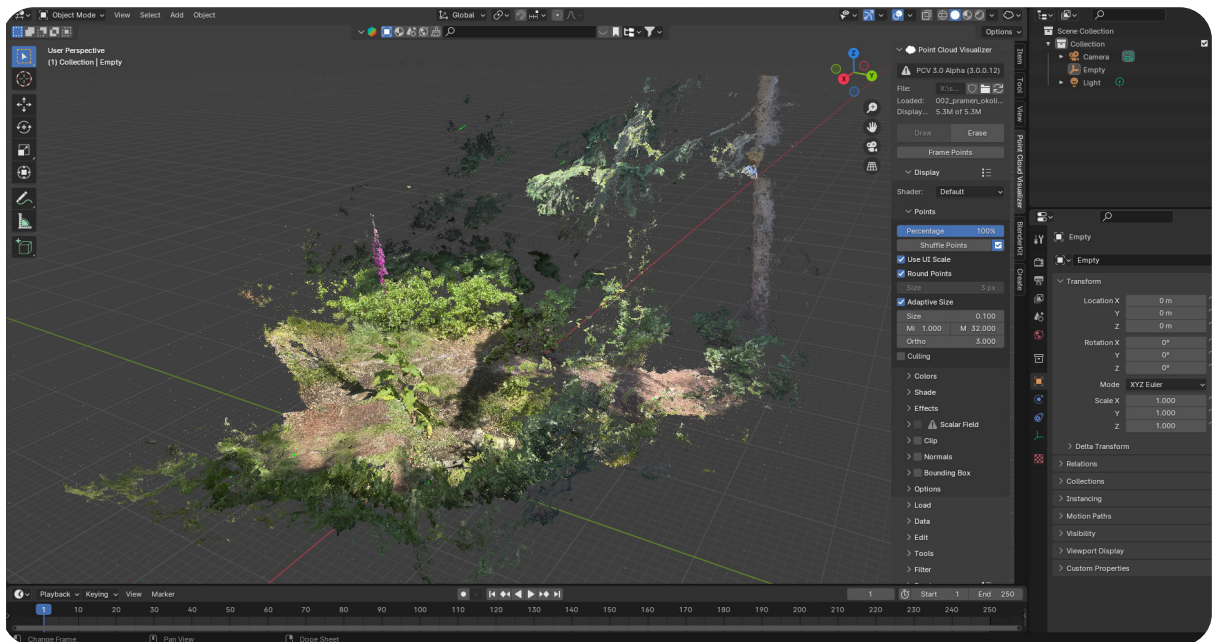 Object Mode View Select Add Object Global
Options
User Perspective
(1) Collection | Empty
Z
Y
X
Point Cloud Visualizer
PCV 3.0 Alpha (3.0.0.12)
File: X:\s...
Loaded: 002_pramen_okoli...
Display... 5.3M of 5.3M
Draw Erase
Frame Points
Display
Shader: Default
Points
Percentage 100%
Shuffle Points
Use UI Scale
Round Points
Size 3 px
Adaptive Size
Size 0.100
Mi 1.000 M 32.000
Ortho 3.000
Culling
Colors
Shade
Effects
Scalar Field
Clip
Normals
Bounding Box
Options
Load
Data
Edit
Tools
Filter
Item
Tool
View
Point Cloud Visualizer
BlenderKit
Create
Scene Collection
Collection
Camera
Empty
Light
Empty
Empty
Transform
Location X 0 m
Y 0 m
Z 0 m
Rotation X 0°
Y 0°
Z 0°
Mode XYZ Euler
Scale X 1.000
Y 1.000
Z 1.000
Delta Transform
Relations
Collections
Instancing
Motion Paths
Visibility
Viewport Display
Custom Properties
Playback Keying View Marker 1 Start 1 End 250
1 10 20 30 40 50 60 70 80 90 100 110 120 130 140 150 160 170 180 190 200 210 220 230 240 250
Change Frame Pan View Dope Sheet